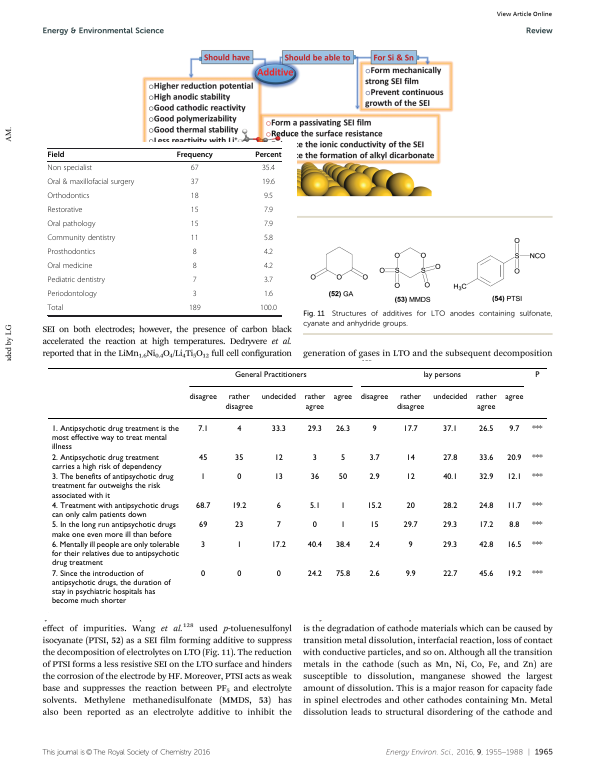 View Article Online
Energy & Environmental Science
Review
Should have
Should be able to
For Si & Sn
Additive
Higher reduction potential
High anodic stability
Good cathodic reactivity
Good polymerizability
Good thermal stability
Less reactivity with Li+
Form mechanically
strong SEI film
Prevent continuous
growth of the SEI
Form a passivating SEI film
Reduce the surface resistance
the ionic conductivity of the SEI
the formation of alkyl dicarbonate
AM.
Field Frequency Percent
Non specialist 67 35.4
Oral & maxillofacial surgery 37 19.6
Orthodontics 18 9.5
Restorative 15 7.9
Oral pathology 15 7.9
Community dentistry 11 5.8
Prosthodontics 8 4.2
Oral medicine 8 4.2
Pediatric dentistry 7 3.7
Periodontology 3 1.6
Total 189 100.0
O O O
(52) GA
O O O S S O O O
(53) MMDS
O S NCO O H3C
(54) PTSI
Fig. 11 Structures of additives for LTO anodes containing sulfonate,
cyanate and anhydride groups.
ided by LG
SEI on both electrodes; however, the presence of carbon black
accelerated the reaction at high temperatures. Dedryvere et al.
reported that in the LiMn1.6Ni0.4O4/Li4Ti5O12 full cell configuration
generation of gases in LTO and the subsequent decomposition
General Practitioners lay persons P
disagree rather disagree undecided rather agree agree disagree rather disagree undecided rather agree agree
1. Antipsychotic drug treatment is the 7.1 4 33.3 29.3 26.3 9 17.7 37.1 26.5 9.7 ***
most effective way to treat mental
illness
2. Antipsychotic drug treatment 45 35 12 3 5 3.7 14 27.8 33.6 20.9 ***
carries a high risk of dependency
3. The benefits of antipsychotic drug 1 0 13 36 50 2.9 12 40.1 32.9 12.1 ***
treatment far outweighs the risk
associated with it
4. Treatment with antipsychotic drugs 68.7 19.2 6 5.1 1 15.2 20 28.2 24.8 11.7 ***
can only calm patients down
5. In the long run antipsychotic drugs 69 23 7 0 1 15 29.7 29.3 17.2 8.8 ***
make one even more ill than before
6. Mentally ill people are only tolerable 3 1 17.2 40.4 38.4 2.4 9 29.3 42.8 16.5 ***
for their relatives due to antipsychotic
drug treatment
7. Since the introduction of 0 0 0 24.2 75.8 2.6 9.9 22.7 45.6 19.2 ***
antipsychotic drugs, the duration of
stay in psychiatric hospitals has
become much shorter
effect of impurities. Wang et al.128 used p-toluenesulfonyl
isocyanate (PTSI, 52) as a SEI film forming additive to suppress
the decomposition of electrolytes on LTO (Fig. 11). The reduction
of PTSI forms a less resistive SEI on the LTO surface and hinders
the corrosion of the electrode by HF. Moreover, PTSI acts as weak
base and suppresses the reaction between PF5 and electrolyte
solvents. Methylene methanedisulfonate (MMDS, 53) has
also been reported as an electrolyte additive to inhibit the
is the degradation of cathode materials which can be caused by
transition metal dissolution, interfacial reaction, loss of contact
with conductive particles, and so on. Although all the transition
metals in the cathode (such as Mn, Ni, Co, Fe, and Zn) are
susceptible to dissolution, manganese showed the largest
amount of dissolution. This is a major reason for capacity fade
in spinel electrodes and other cathodes containing Mn. Metal
dissolution leads to structural disordering of the cathode and
This journal is © The Royal Society of Chemistry 2016
Energy Environ. Sci., 2016, 9, 1955–1988 | 1965